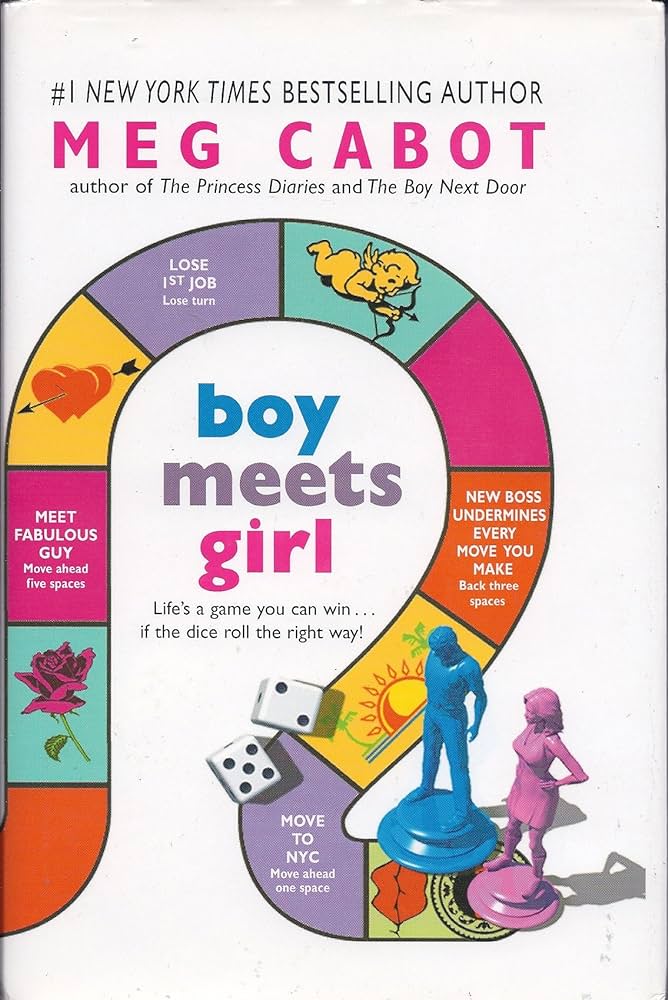 #1 NEW YORK TIMES BESTSELLING AUTHOR
MEG CABOT
author of The Princess Diaries and The Boy Next Door
LOSE
1ST JOB
Lose turn
boy
meets
girl
MEET
FABULOUS
GUY
Move ahead
five spaces
NEW BOSS
UNDERMINES
EVERY
MOVE YOU
MAKE
Back three
spaces
Life's a game you can win...
if the dice roll the right way!
MOVE
TO
NYC
Move ahead
one space